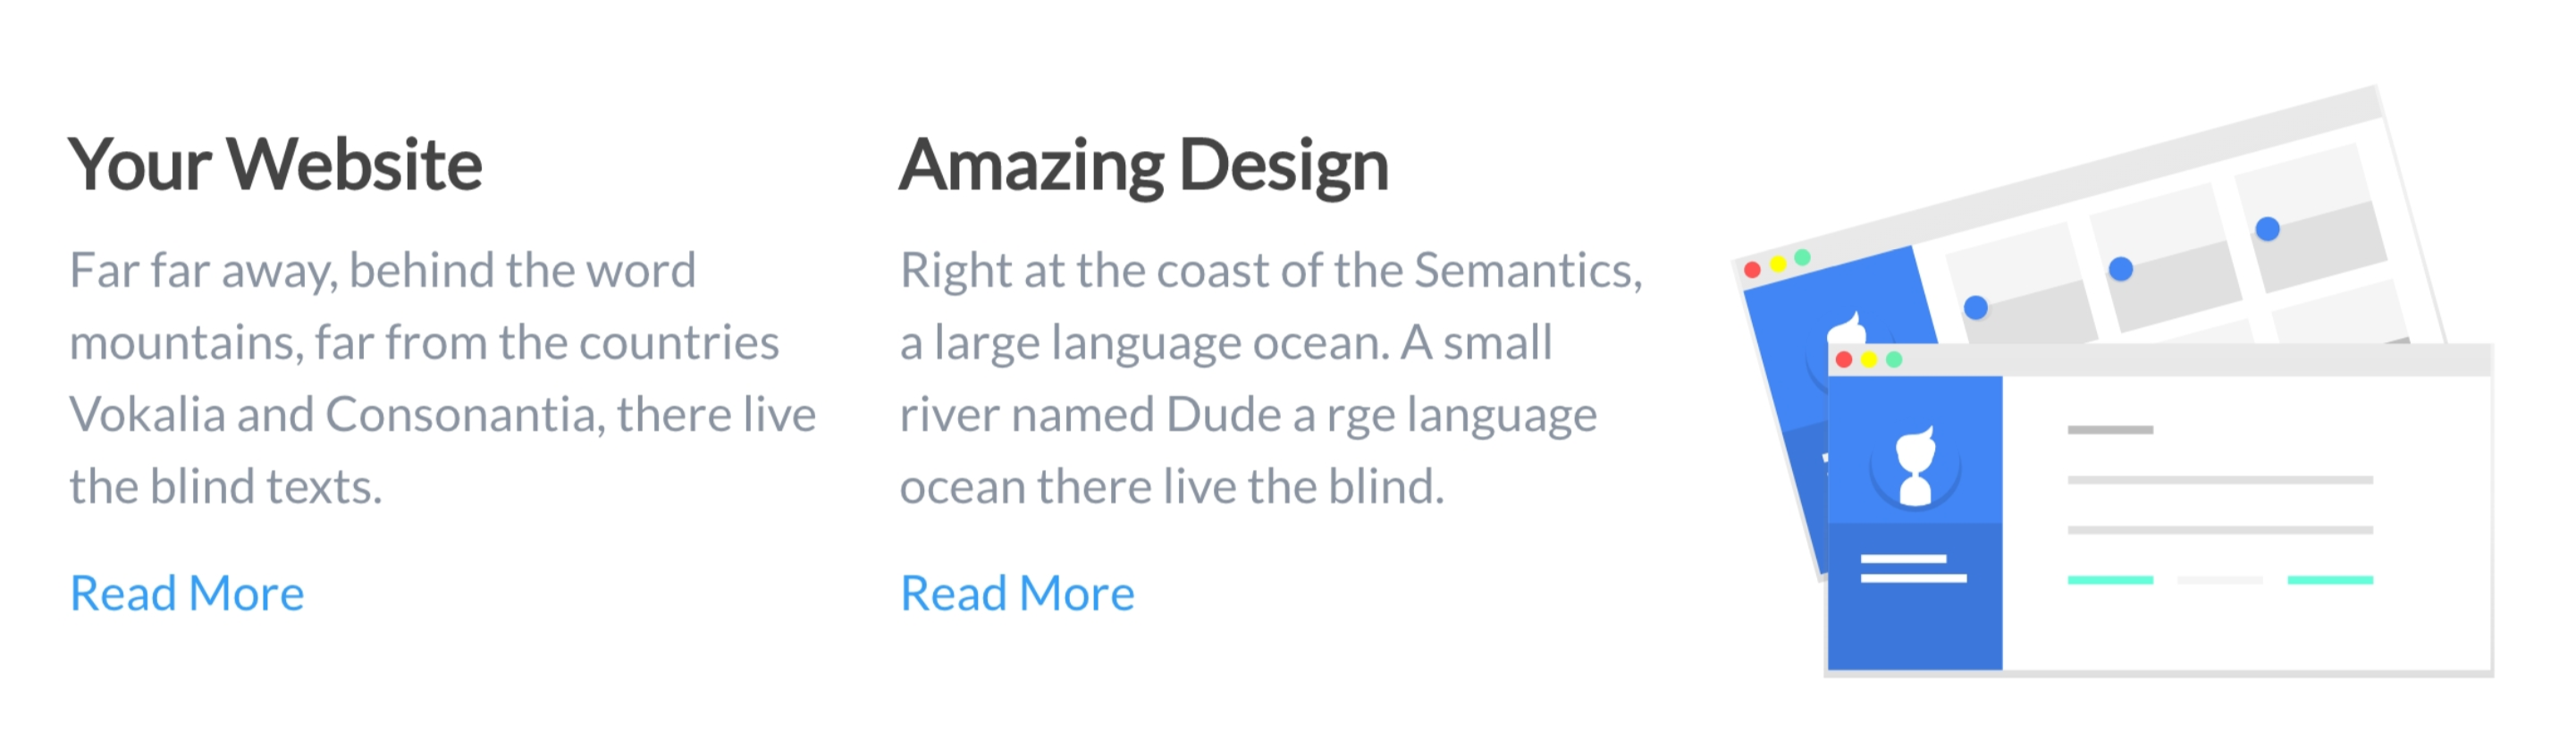 Your Website
Far far away, behind the word
mountains, far from the countries
Vokalia and Consonantia, there live
the blind texts.
Read More
Amazing Design
Right at the coast of the Semantics,
a large language ocean. A small
river named Dude a rge language
ocean there live the blind.
Read More